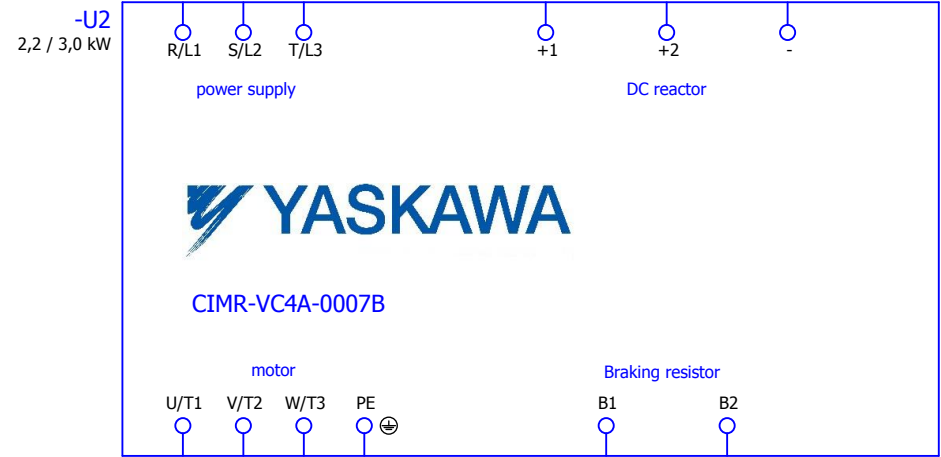 -U2
2,2 / 3,0 kW
R/L1 S/L2 T/L3 +1 +2 -
power supply DC reactor
YASKAWA
CIMR-VC4A-0007B
motor Braking resistor
U/T1 V/T2 W/T3 PE B1 B2